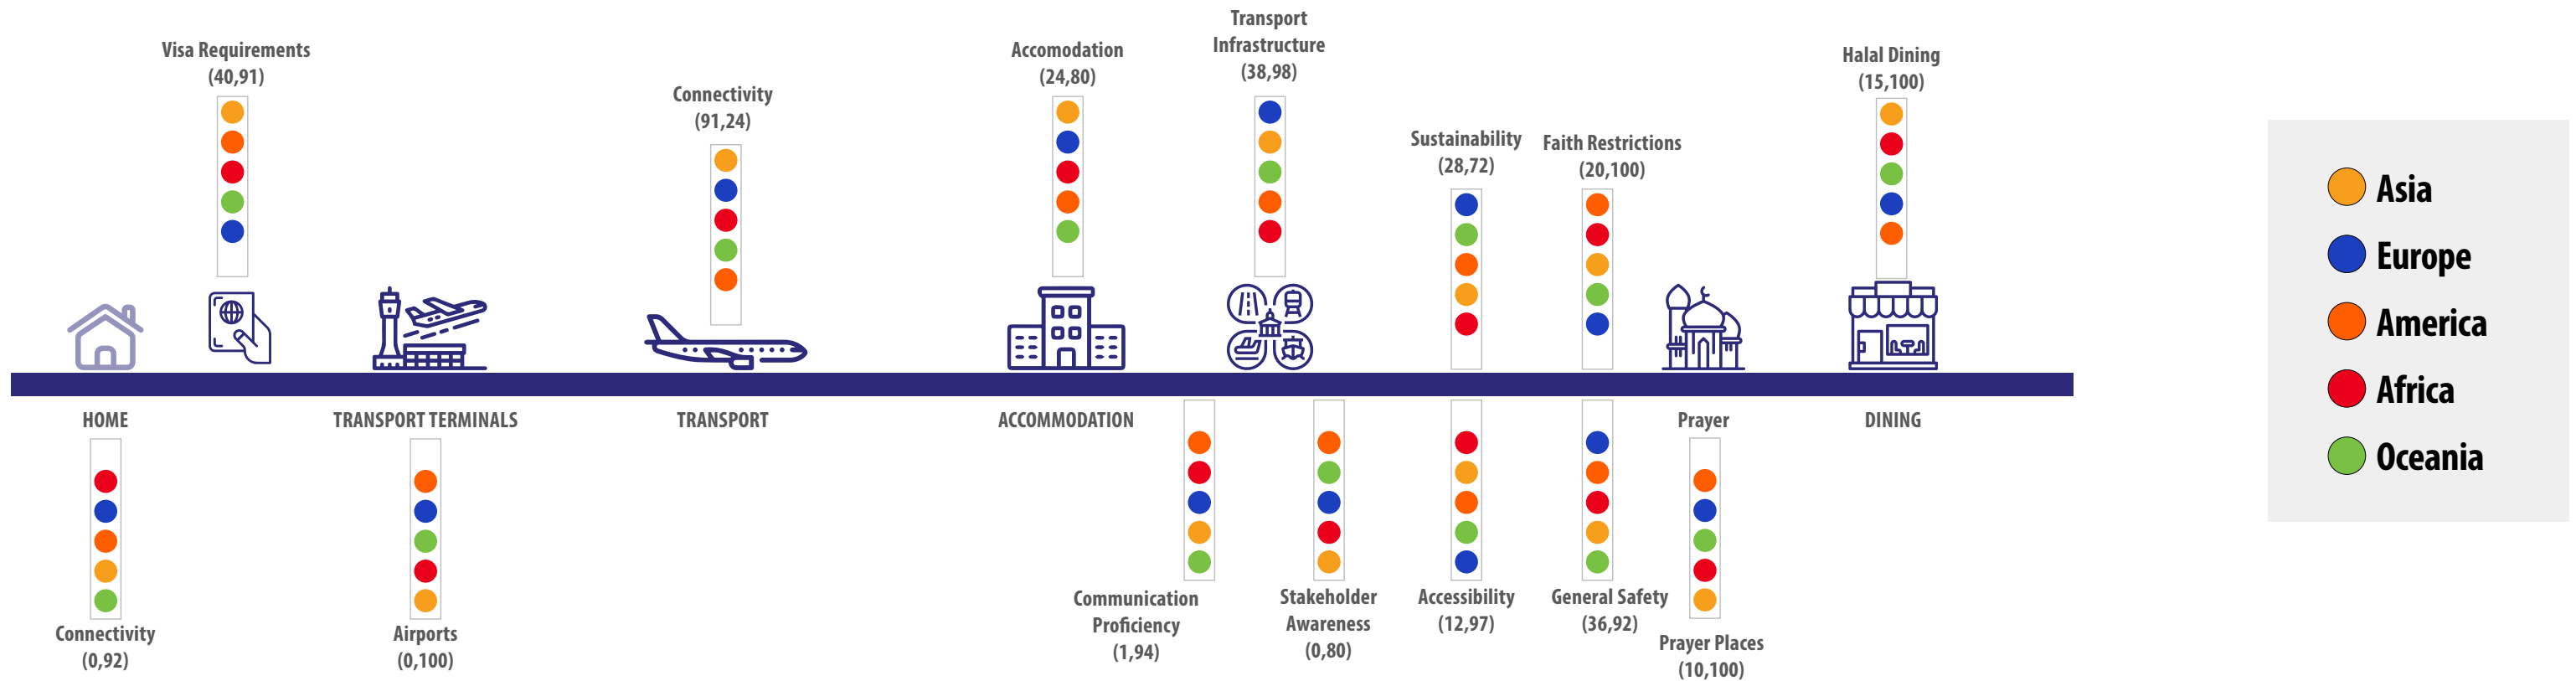 Visa Requirements
(40,91)
Connectivity
(91,24)
Accomodation
(24,80)
Transport
Infrastructure
(38,98)
Sustainability
(28,72)
Faith Restrictions
(20,100)
Halal Dining
(15,100)
Asia
Europe
America
Africa
Oceania
HOME
TRANSPORT TERMINALS
TRANSPORT
ACCOMMODATION
Prayer
DINING
Connectivity
(0,92)
Airports
(0,100)
Communication
Proficiency
(1,94)
Stakeholder
Awareness
(0,80)
Accessibility
(12,97)
General Safety
(36,92)
Prayer Places
(10,100)